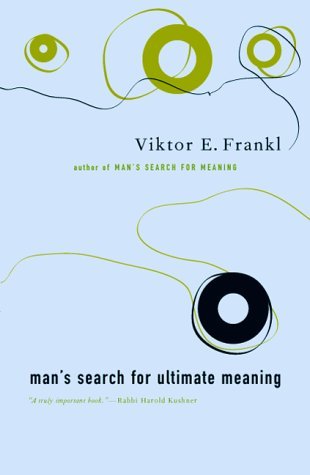 Viktor E. Frankl
author of MAN'S SEARCH FOR MEANING
man's search for ultimate meaning
"A truly important book."—Rabbi Harold Kushner